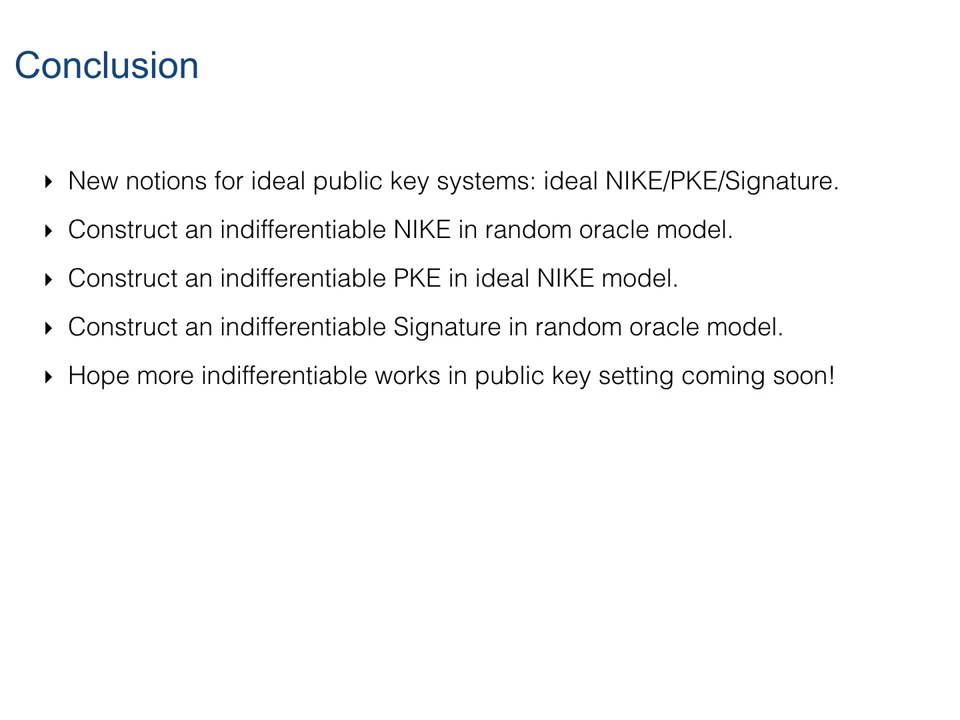 Conclusion
New notions for ideal public key systems: ideal NIKE/PKE/Signature.
Construct an indifferentiable NIKE in random oracle model.
Construct an indifferentiable PKE in ideal NIKE model.
Construct an indifferentiable Signature in random oracle model.
Hope more indifferentiable works in public key setting coming soon!